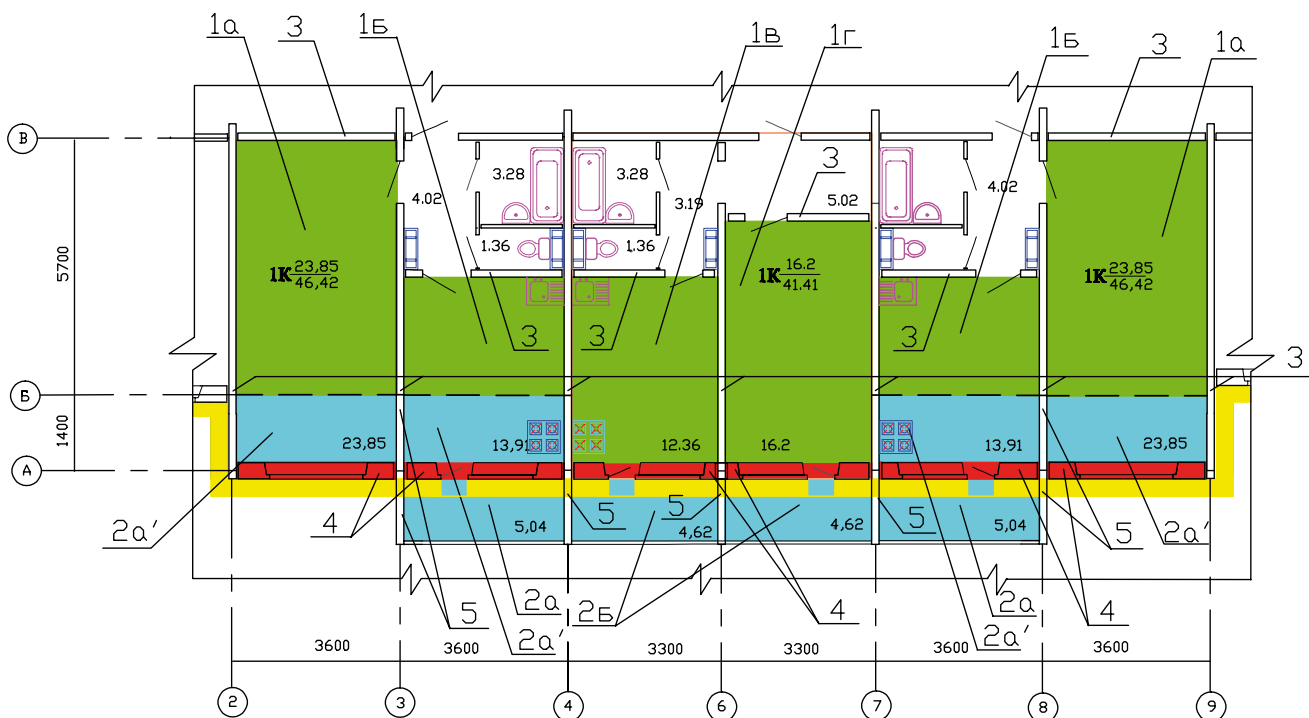 1а 3 1Б 1в 1г 1Б 3 1а
В
3.28 3.28 3
4.02 3.19 5.02 4.02
1.36 1.36
5700
1К 23,85 46,42
1К 16.2 41.41
1К 23,85 46,42
3 3 3 3
Б
1400
23,85 13,91 12.36 16.2 13,91 23,85
А
2а' 4 5,04 5 4,62 5 4,62 5 5,04 5 2а'
5 2а 2Б 4 2а 4
2а' 2а'
3600 3600 3300 3300 3600 3600
2 3 4 6 7 8 9